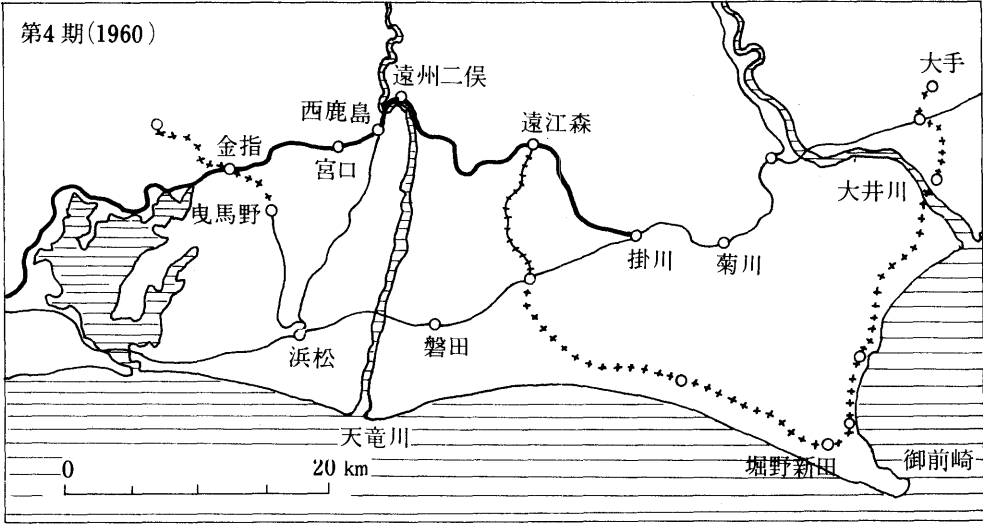 第4期(1960)
大手
遠州二俣
西鹿島
遠江森
金指
宮口
大井川
曳馬野
掛川
菊川
浜松
磐田
天竜川
堀野新田
御前崎
0 20 km